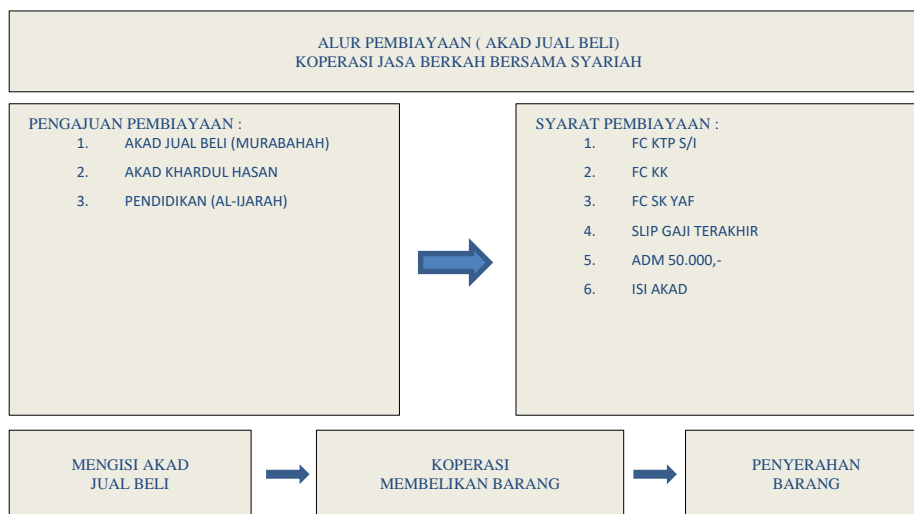 ALUR PEMBIAYAAN ( AKAD JUAL BELI)
KOPERASI JASA BERKAH BERSAMA SYARIAH
PENGAJUAN PEMBIAYAAN :
1. AKAD JUAL BELI (MURABAHAH)
2. AKAD KHARDUL HASAN
3. PENDIDIKAN (AL-IJARAH)
SYARAT PEMBIAYAAN :
1. FC KTP S/I
2. FC KK
3. FC SK YAF
4. SLIP GAJI TERAKHIR
5. ADM 50.000,-
6. ISI AKAD
MENGISI AKAD
JUAL BELI
KOPERASI
MEMBELIKAN BARANG
PENYERAHAN
BARANG